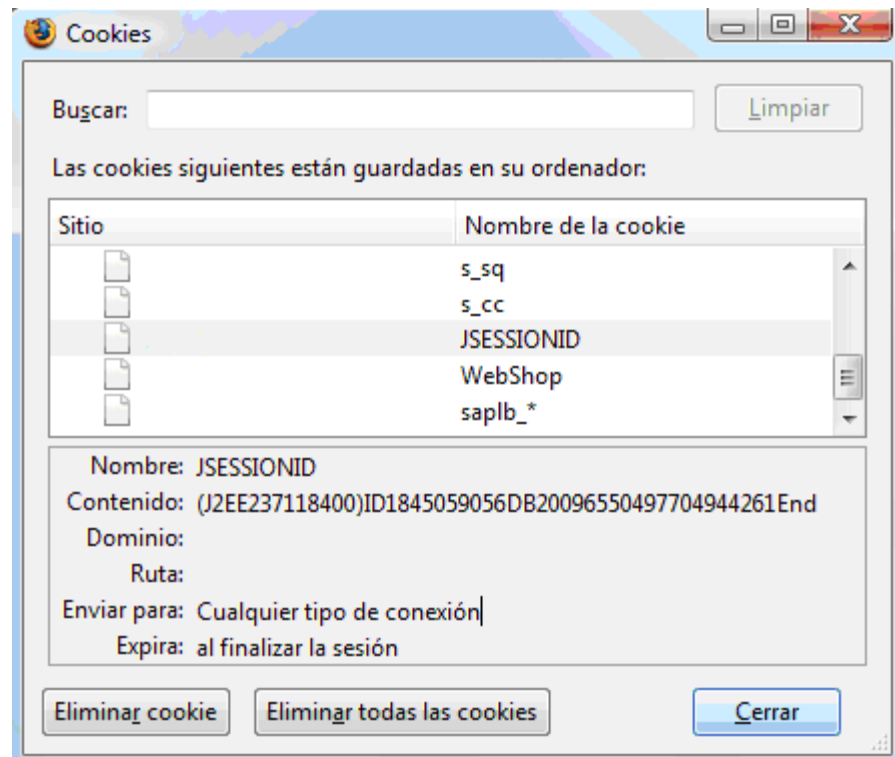 Cookies
Buscar:
Limpiar
Las cookies siguientes están guardadas en su ordenador:
Sitio Nombre de la cookie
s_sq
s_cc
JSESSIONID
WebShop
saplb_*
Nombre: JSESSIONID
Contenido: (J2EE237118400)ID1845059056DB20096550497704944261End
Dominio:
Ruta:
Enviar para: Cualquier tipo de conexión
Expira: al finalizar la sesión
Eliminar cookie Eliminar todas las cookies Cerrar